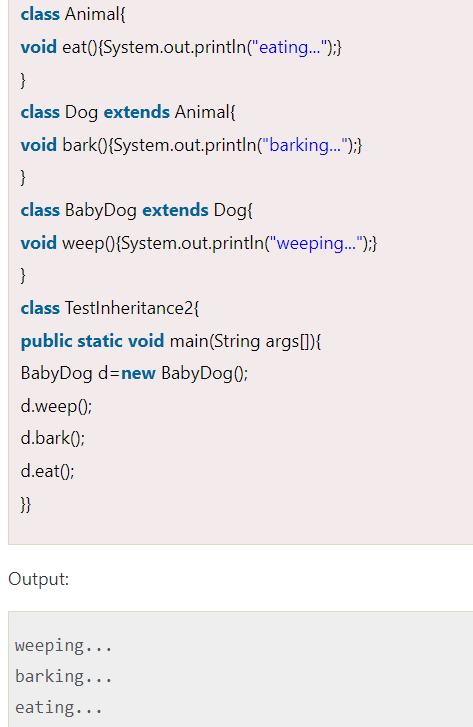 class Animal{
void eat(){System.out.println("eating...");}
}
class Dog extends Animal{
void bark(){System.out.println("barking...");}
}
class BabyDog extends Dog{
void weep(){System.out.println("weeping...");}
}
class TestInheritance2{
public static void main(String args[]){
BabyDog d=new BabyDog();
d.weep();
d.bark();
d.eat();
}}
Output:
weeping...
barking...
eating...